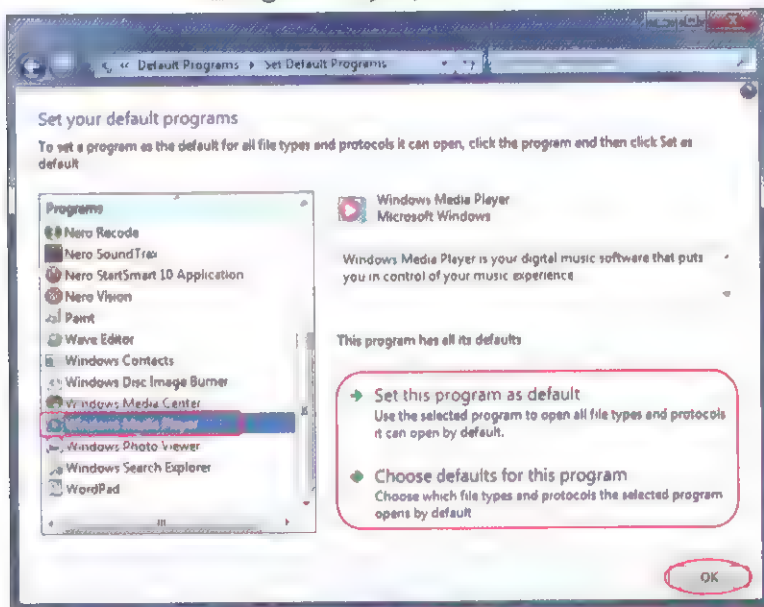 « Default Programs ▸ Set Default Programs
Set your default programs
To set a program as the default for all file types and protocols it can open, click the program and then click Set as
default
Programs
Nero Recode
Nero SoundTrax
Nero StartSmart 10 Application
Nero Vision
Paint
Wave Editor
Windows Contacts
Windows Disc Image Burner
Windows Media Center
Windows Media Player
Windows Photo Viewer
Windows Search Explorer
WordPad
Windows Media Player
Microsoft Windows
Windows Media Player is your digital music software that puts
you in control of your music experience
This program has all its defaults
Set this program as default
Use the selected program to open all file types and protocols
it can open by default.
Choose defaults for this program
Choose which file types and protocols the selected program
opens by default
OK